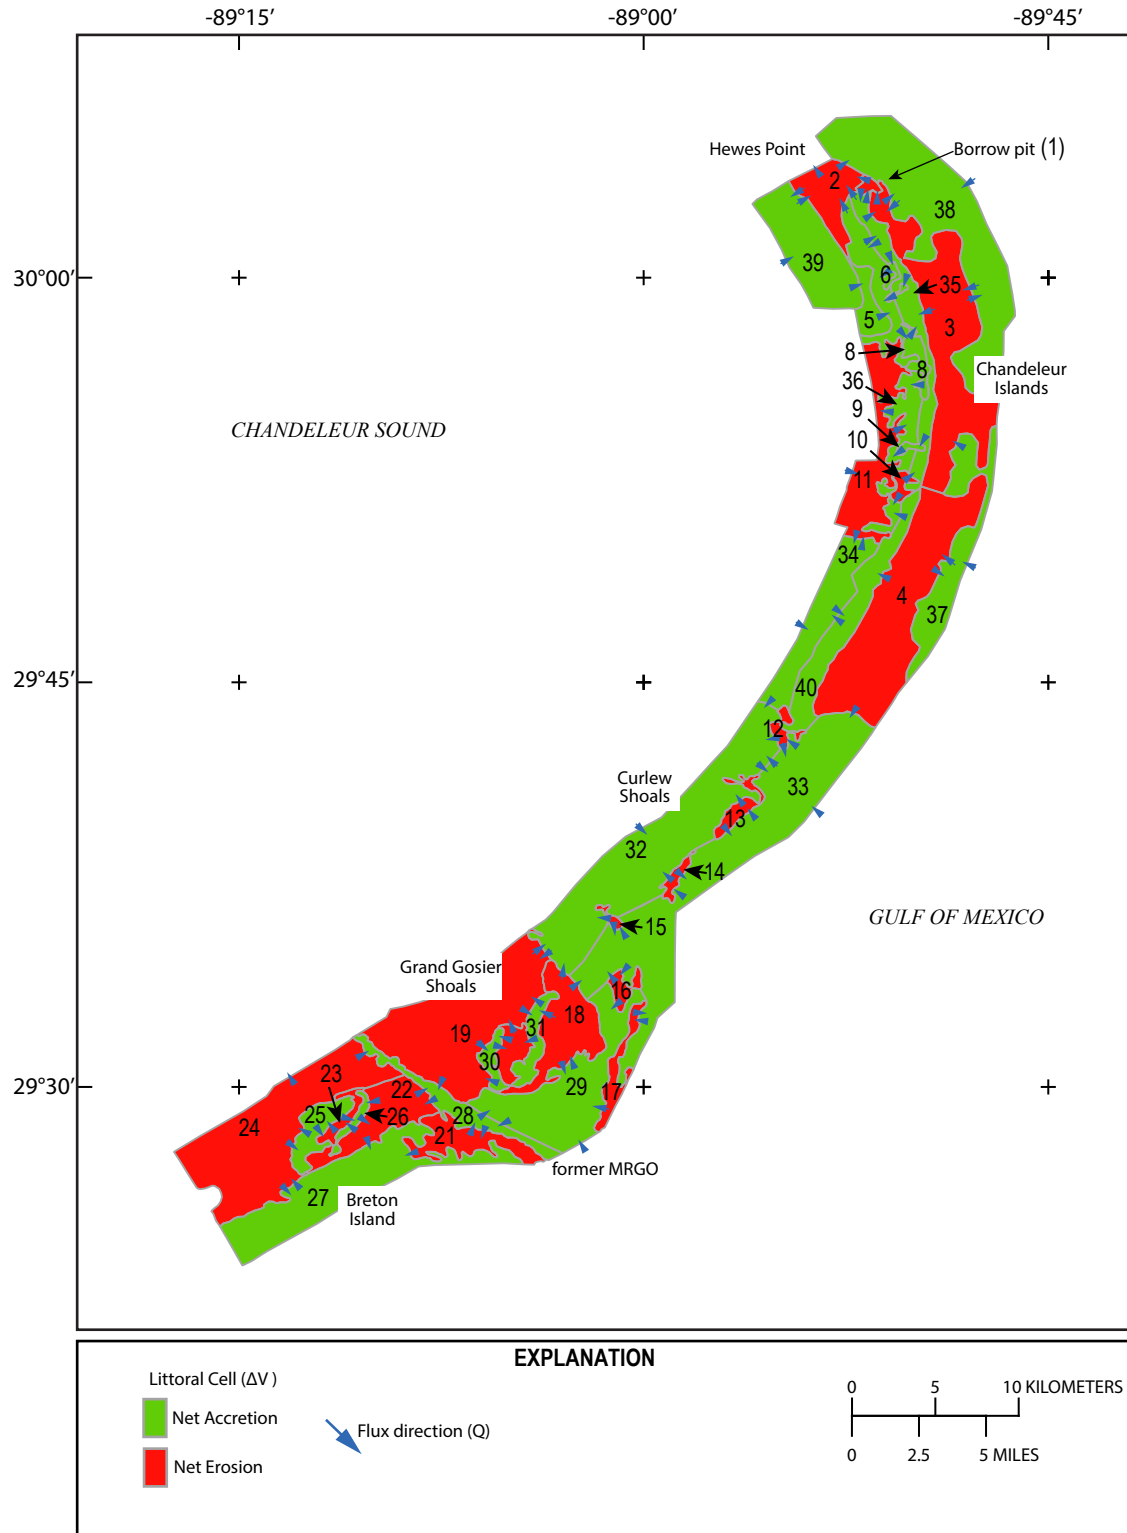 -89°15′ -89°00′ -89°45′
Hewes Point
Borrow pit (1)
2
38
39
30°00′
6
35
5
3
8
8
Chandeleur
Islands
36
9
CHANDELEUR SOUND
10
11
34
4
37
29°45′
40
12
33
Curlew
Shoals
13
32
14
GULF OF MEXICO
15
Grand Gosier
Shoals
16
18
31
19
30
23
29°30′
22
29
17
25
26
28
24
21
former MRGO
27
Breton
Island
EXPLANATION
Littoral Cell (ΔV )
Net Accretion
Net Erosion
Flux direction (Q)
0 5 10 KILOMETERS
0 2.5 5 MILES